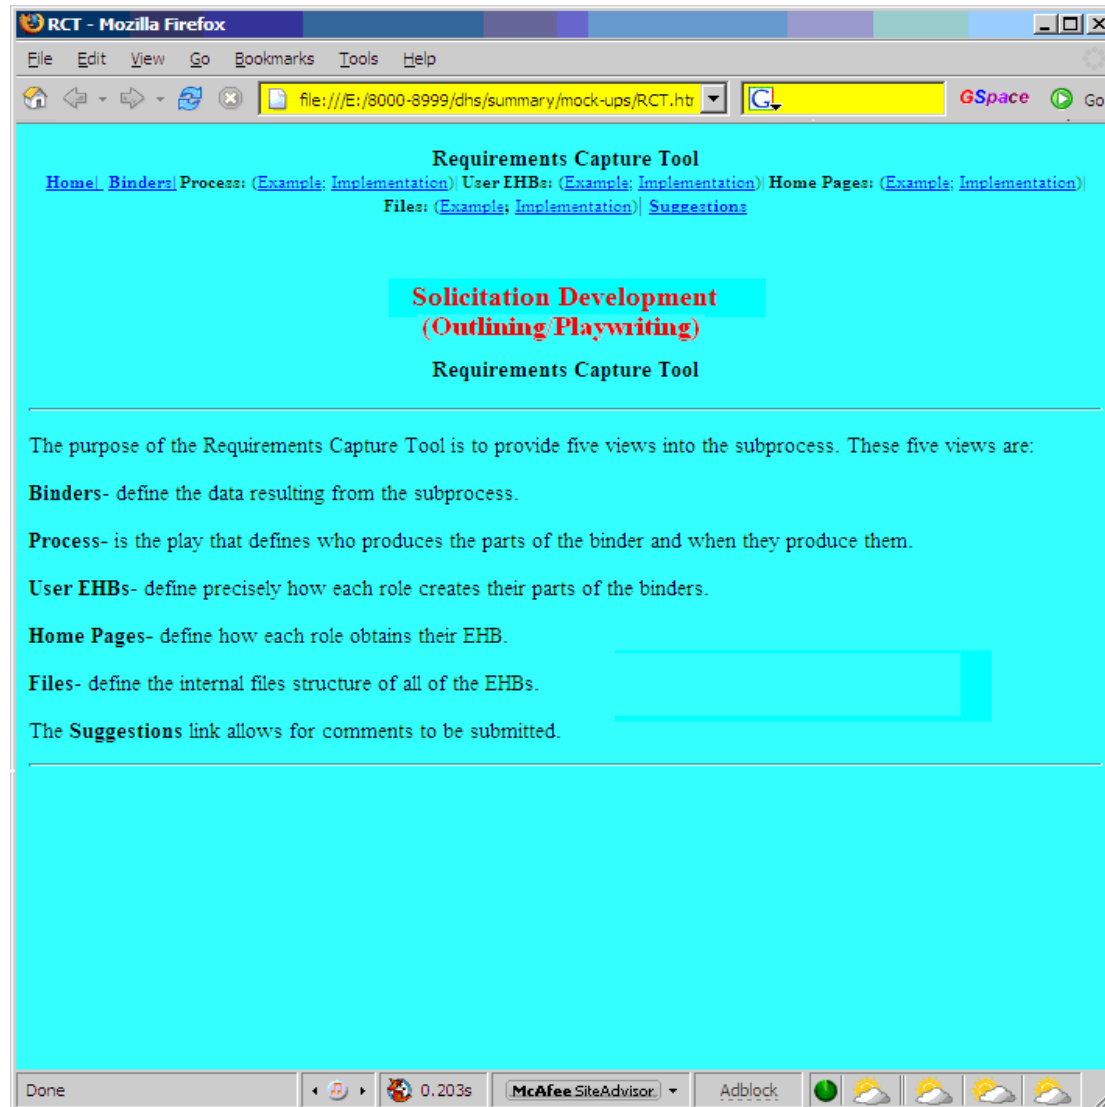 RCT - Mozilla Firefox
File Edit View Go Bookmarks Tools Help
file:///E:/8000-8999/dhs/summary/mock-ups/RCT.htr G GSpace Go
Requirements Capture Tool
Home| Binders| Process: (Example; Implementation)| User EHBs: (Example; Implementation)| Home Pages: (Example; Implementation)|
Files: (Example; Implementation)| Suggestions
Solicitation Development
(Outlining/Playwriting)
Requirements Capture Tool
The purpose of the Requirements Capture Tool is to provide five views into the subprocess. These five views are:
Binders- define the data resulting from the subprocess.
Process- is the play that defines who produces the parts of the binder and when they produce them.
User EHBs- define precisely how each role creates their parts of the binders.
Home Pages- define how each role obtains their EHB.
Files- define the internal files structure of all of the EHBs.
The Suggestions link allows for comments to be submitted.
Done 0.203s McAfee SiteAdvisor Adblock